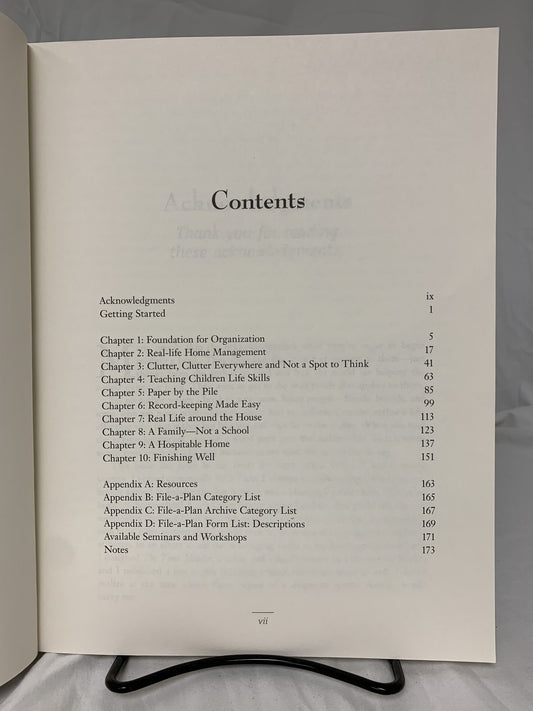 Contents
Acknowledgments ix
Getting Started 1
Chapter 1: Foundation for Organization 5
Chapter 2: Real-life Home Management 17
Chapter 3: Clutter, Clutter Everywhere and Not a Spot to Think 41
Chapter 4: Teaching Children Life Skills 63
Chapter 5: Paper by the Pile 85
Chapter 6: Record-keeping Made Easy 99
Chapter 7: Real Life around the House 113
Chapter 8: A Family—Not a School 123
Chapter 9: A Hospitable Home 137
Chapter 10: Finishing Well 151
Appendix A: Resources 163
Appendix B: File-a-Plan Category List 165
Appendix C: File-a-Plan Archive Category List 167
Appendix D: File-a-Plan Form List: Descriptions 169
Available Seminars and Workshops 171
Notes 173
vii